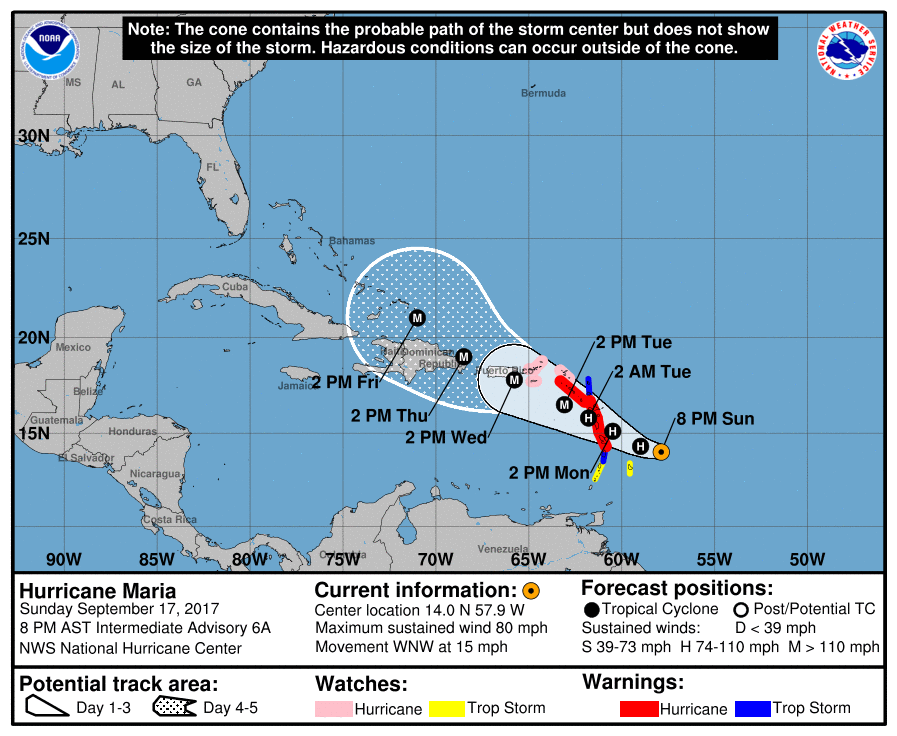 Note: The cone contains the probable path of the storm center but does not show
the size of the storm. Hazardous conditions can occur outside of the cone.
NOAA
NATIONAL WEATHER SERVICE
MS
AL
GA
Bermuda
30N
FL
25N
Bahamas
Cuba
20N
Mexico
Haiti
Dominican
Republic
Puerto Rico
Jamaica
Belize
Guatemala
Honduras
15N
El Salvador
Nicaragua
Costa Rica
Venezuela
Colombia
M
M
M
M
H
H
H
2 PM Tue
2 AM Tue
2 PM Fri
2 PM Thu
2 PM Wed
8 PM Sun
2 PM Mon
90W 85W 80W 75W 70W 65W 60W 55W 50W
Hurricane Maria
Sunday September 17, 2017
8 PM AST Intermediate Advisory 6A
NWS National Hurricane Center
Current information:
Center location 14.0 N 57.9 W
Maximum sustained wind 80 mph
Movement WNW at 15 mph
Forecast positions:
Tropical Cyclone Post/Potential TC
Sustained winds: D < 39 mph
S 39-73 mph H 74-110 mph M > 110 mph
Potential track area:
Day 1-3 Day 4-5
Watches:
Hurricane Trop Storm
Warnings:
Hurricane Trop Storm